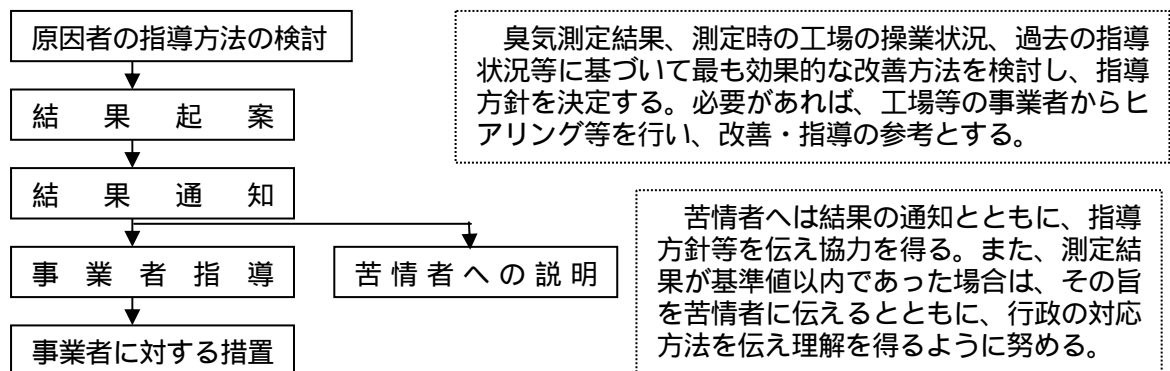 原因者の指導方法の検討
臭気測定結果、測定時の工場の操業状況、過去の指導
状況等に基づいて最も効果的な改善方法を検討し、指導
方針を決定する。必要があれば、工場等の事業者からヒ
アリング等を行い、改善・指導の参考とする。
結果起案
結果通知
事業者指導
苦情者への説明
苦情者へは結果の通知とともに、指導
方針等を伝え協力を得る。また、測定結
果が基準値以内であった場合は、その旨
を苦情者に伝えるとともに、行政の対応
方法を伝え理解を得るように努める。
事業者に対する措置